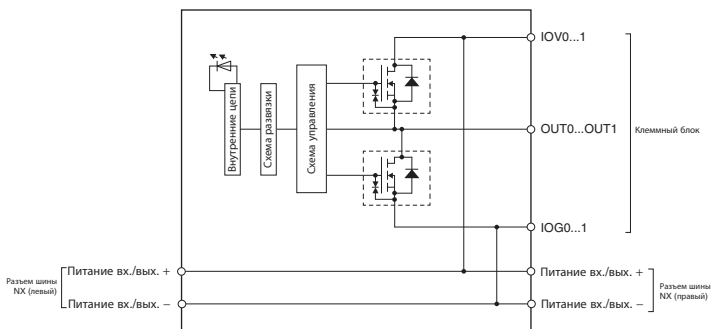 IOV0...1
Внутренние цепи
Схема развязки
Схема управления
OUT0...OUT1
Клеммный блок
IOG0...1
Разъем шины
NX (левый)
Питание вх./вых. +
Питание вх./вых. –
Питание вх./вых. +
Питание вх./вых. –
Разъем шины
NX (правый)